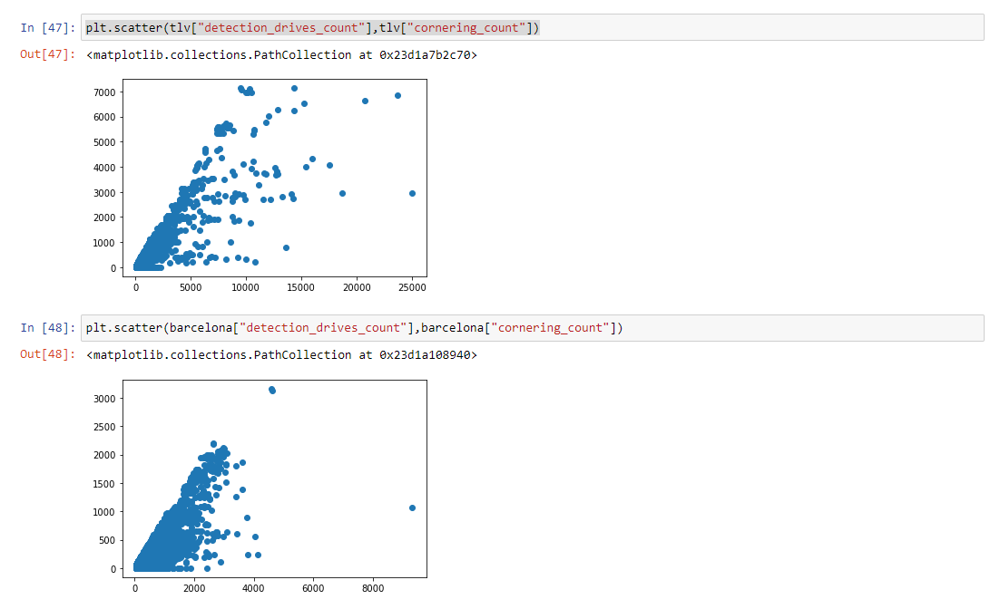 In [47]: plt.scatter(tlv["detection_drives_count"],tlv["cornering_count"])
Out[47]: <matplotlib.collections.PathCollection at 0x23d1a7b2c70>
7000
6000
5000
4000
3000
2000
1000
0
0 5000 10000 15000 20000 25000
In [48]: plt.scatter(barcelona["detection_drives_count"],barcelona["cornering_count"])
Out[48]: <matplotlib.collections.PathCollection at 0x23d1a108940>
3000
2500
2000
1500
1000
500
0
0 2000 4000 6000 8000